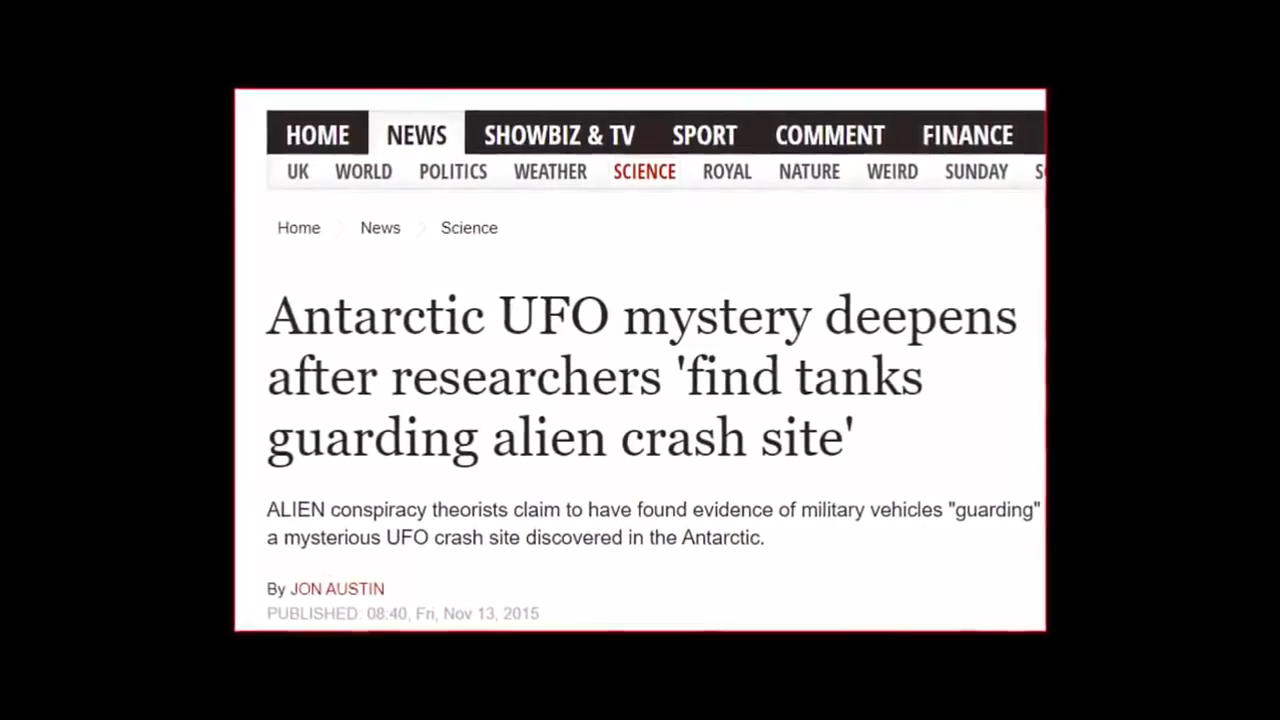 HOME NEWS SHOWBIZ & TV SPORT COMMENT FINANCE
UK WORLD POLITICS WEATHER SCIENCE ROYAL NATURE WEIRD SUNDAY
Home News Science
Antarctic UFO mystery deepens
after researchers 'find tanks
guarding alien crash site'
ALIEN conspiracy theorists claim to have found evidence of military vehicles "guarding"
a mysterious UFO crash site discovered in the Antarctic.
By JON AUSTIN
PUBLISHED: 08:40, Fri, Nov 13, 2015